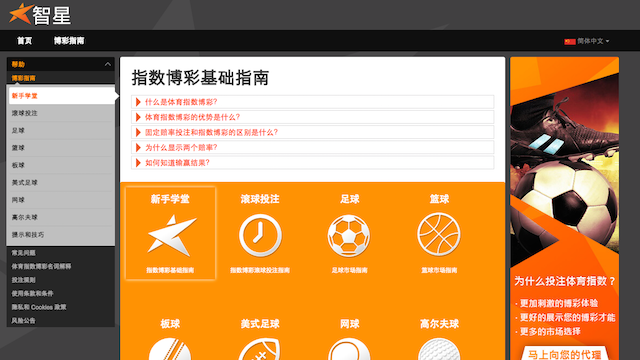 智星
首页 博彩指南
简体中文
帮助
博彩指南
新手学堂
滚球投注
足球
篮球
板球
美式足球
网球
高尔夫球
提示和技巧
常见问题
体育指数博彩名词解释
投注原则
使用条款和条件
隐私和 Cookies 政策
风险公告
指数博彩基础指南
什么是体育指数博彩?
体育指数博彩的优势是什么?
固定赔率投注和指数博彩的区别是什么?
为什么显示两个赔率?
如何知道输赢结果?
新手学堂 滚球投注 足球 篮球
指数博彩基础指南 指数博彩滚球投注指南 足球市场指南 篮球市场指南
板球 美式足球 网球 高尔夫球
为什么投注体育指数?
· 更加刺激的博彩体验
· 更好的展示您的博彩才能
· 更多的市场选择
马上向您的代理